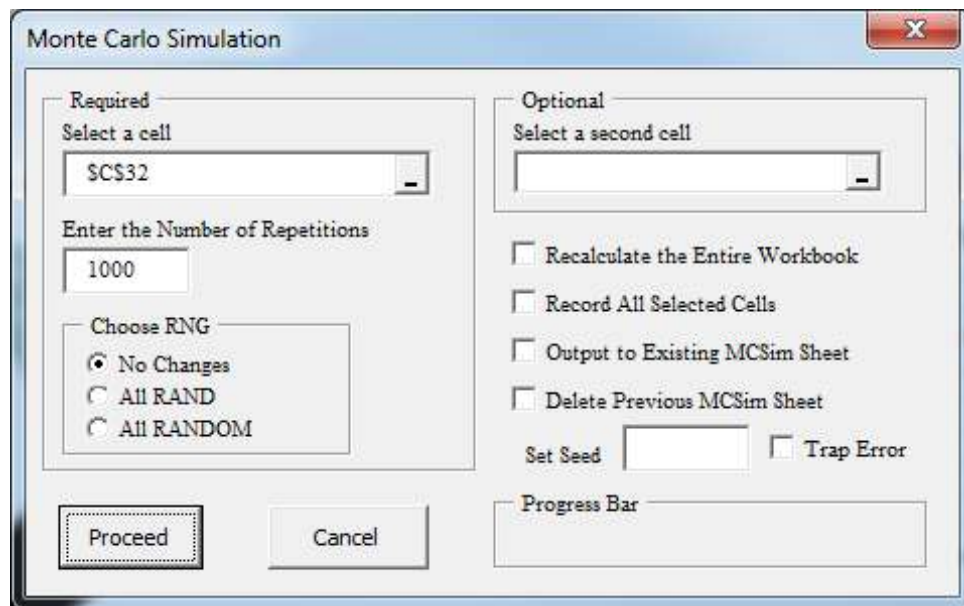 Monte Carlo Simulation
Required
Select a cell
$C$32
Enter the Number of Repetitions
1000
Choose RNG
No Changes
All RAND
All RANDOM
Optional
Select a second cell
Recalculate the Entire Workbook
Record All Selected Cells
Output to Existing MCSim Sheet
Delete Previous MCSim Sheet
Set Seed
Trap Error
Progress Bar
Proceed
Cancel